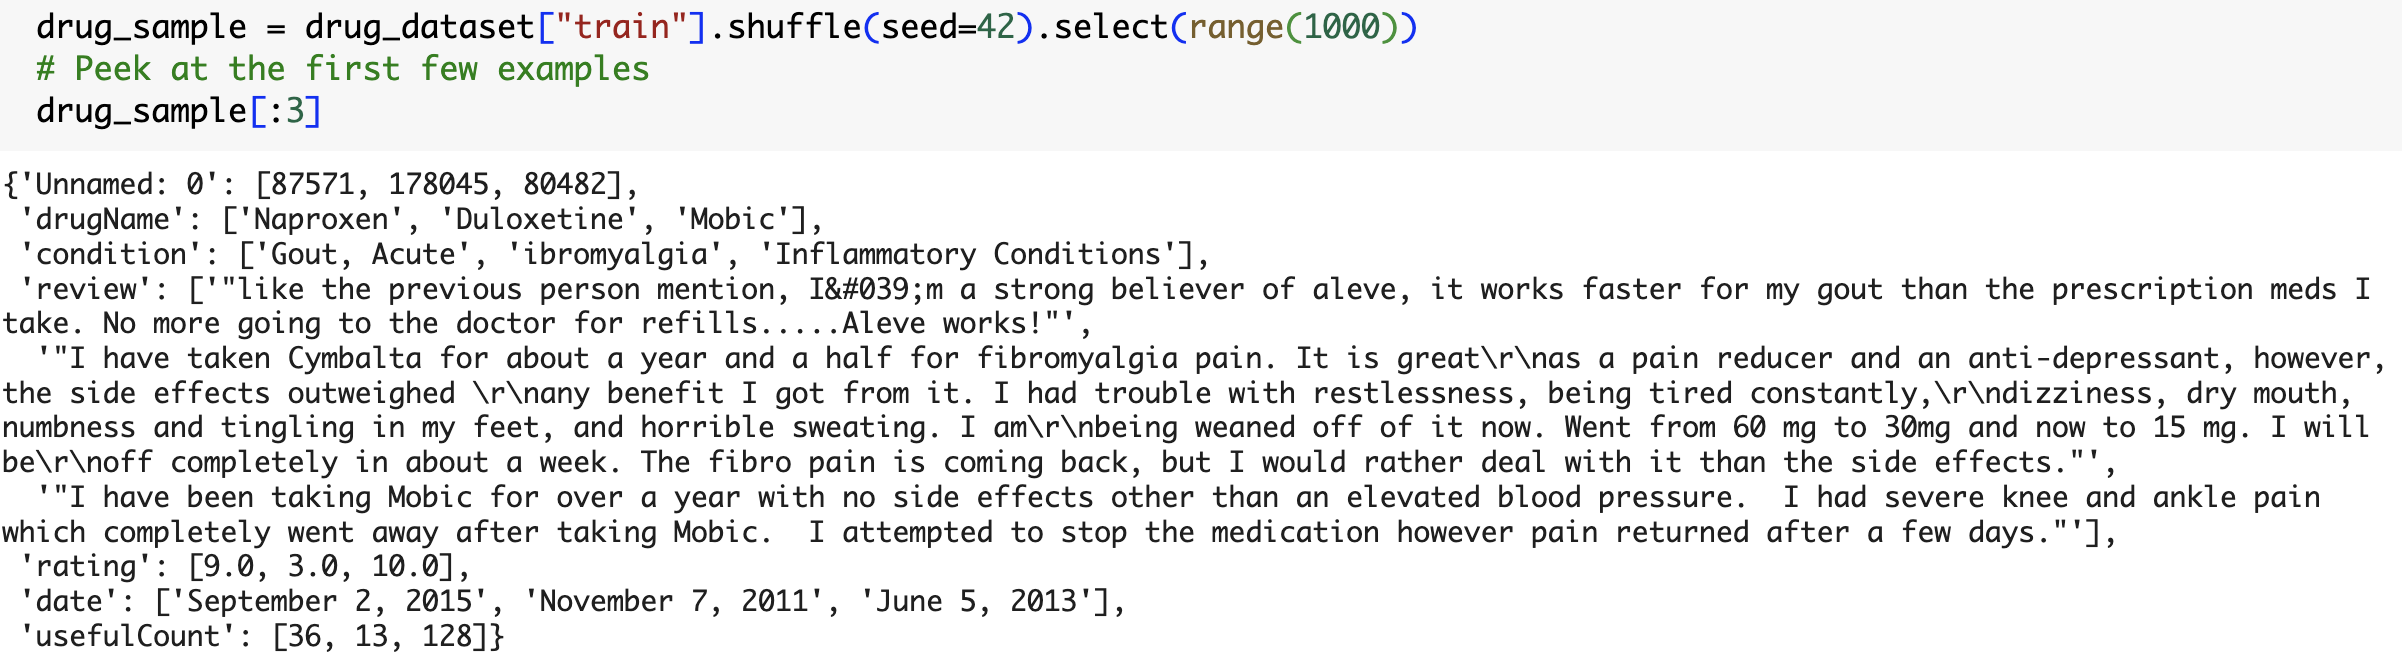 drug_sample = drug_dataset["train"].shuffle(seed=42).select(range(1000))
# Peek at the first few examples
drug_sample[:3]
{'Unnamed: 0': [87571, 178045, 80482],
 'drugName': ['Naproxen', 'Duloxetine', 'Mobic'],
 'condition': ['Gout, Acute', 'ibromyalgia', 'Inflammatory Conditions'],
 'review': ['"like the previous person mention, I&#039;m a strong believer of aleve, it works faster for my gout than the prescription meds I
take. No more going to the doctor for refills.....Aleve works!"',
  '"I have taken Cymbalta for about a year and a half for fibromyalgia pain. It is great\r\nas a pain reducer and an anti-depressant, however,
the side effects outweighed \r\nany benefit I got from it. I had trouble with restlessness, being tired constantly,\r\ndizziness, dry mouth,
numbness and tingling in my feet, and horrible sweating. I am\r\nbeing weaned off of it now. Went from 60 mg to 30mg and now to 15 mg. I will
be\r\noff completely in about a week. The fibro pain is coming back, but I would rather deal with it than the side effects."',
  '"I have been taking Mobic for over a year with no side effects other than an elevated blood pressure.  I had severe knee and ankle pain
which completely went away after taking Mobic.  I attempted to stop the medication however pain returned after a few days."'],
 'rating': [9.0, 3.0, 10.0],
 'date': ['September 2, 2015', 'November 7, 2011', 'June 5, 2013'],
 'usefulCount': [36, 13, 128]}